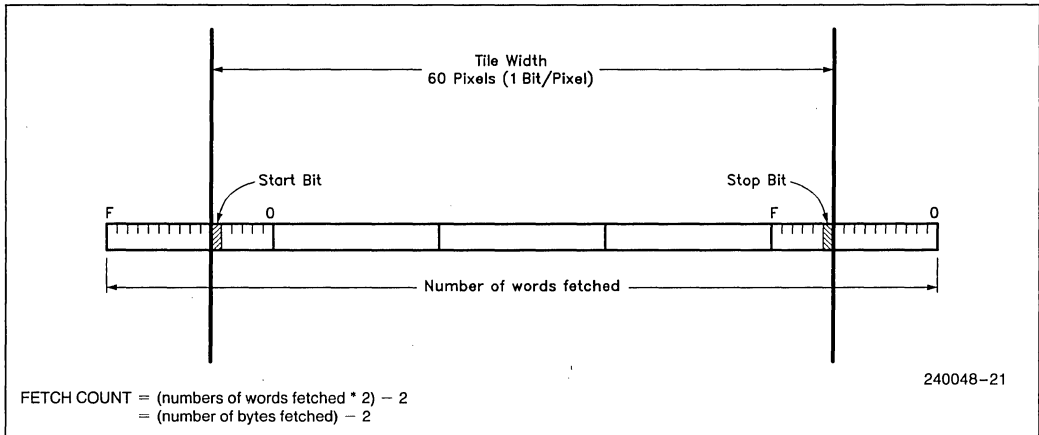 Tile Width
60 Pixels (1 Bit/Pixel)
Start Bit
Stop Bit
F
0
F
0
Number of words fetched
240048-21
FETCH COUNT = (numbers of words fetched * 2) − 2
= (number of bytes fetched) − 2